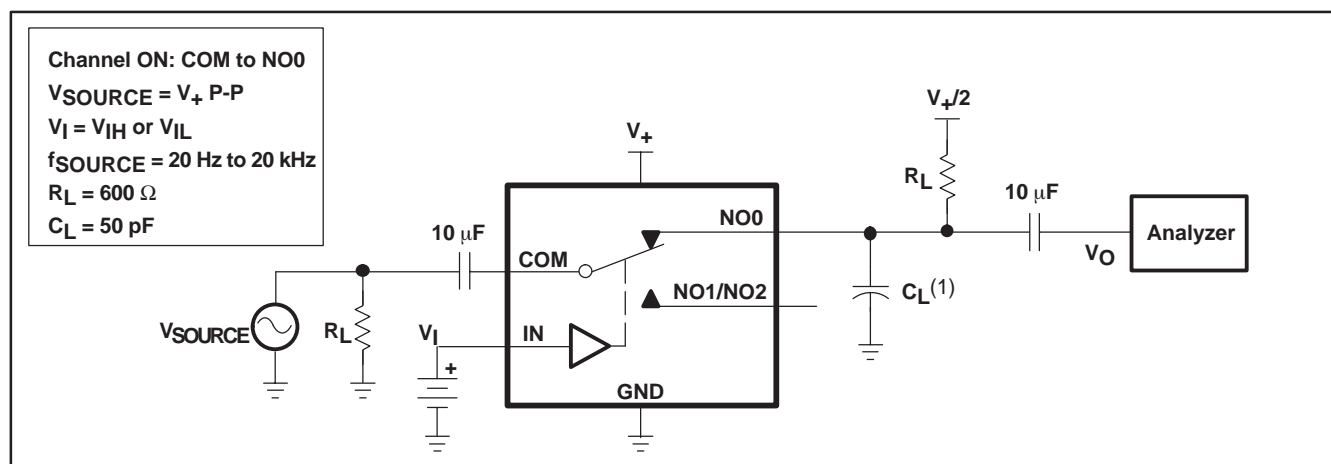 Channel ON: COM to NO0
VSOURCE = V+ P-P
VI = VIH or VIL
fSOURCE = 20 Hz to 20 kHz
RL = 600 Ω
CL = 50 pF
V+/2
V+
RL
10 μF
NO0
Analyzer
10 μF
COM
VO
CL(1)
NO1/NO2
VSOURCE
RL
VI
IN
+
GND